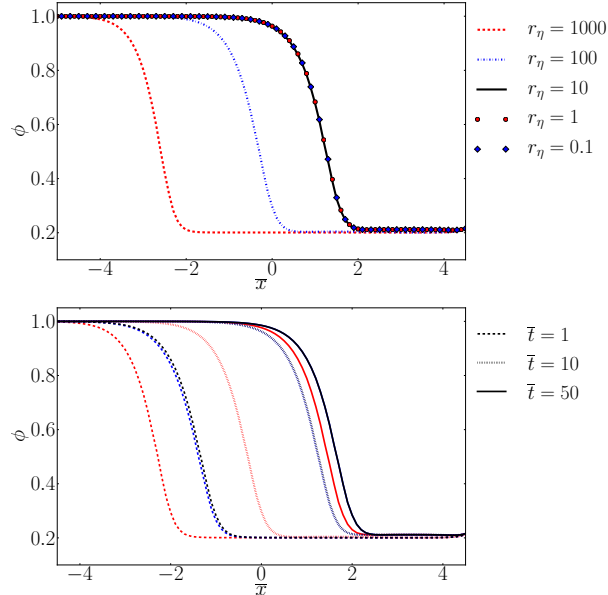 1.0
0.8
0.6
0.4
0.2
ϕ
−4
−2
0
2
4
x̅
r_η = 1000
r_η = 100
r_η = 10
r_η = 1
r_η = 0.1
1.0
0.8
0.6
0.4
0.2
ϕ
−4
−2
0
2
4
x̅
t̅ = 1
t̅ = 10
t̅ = 50